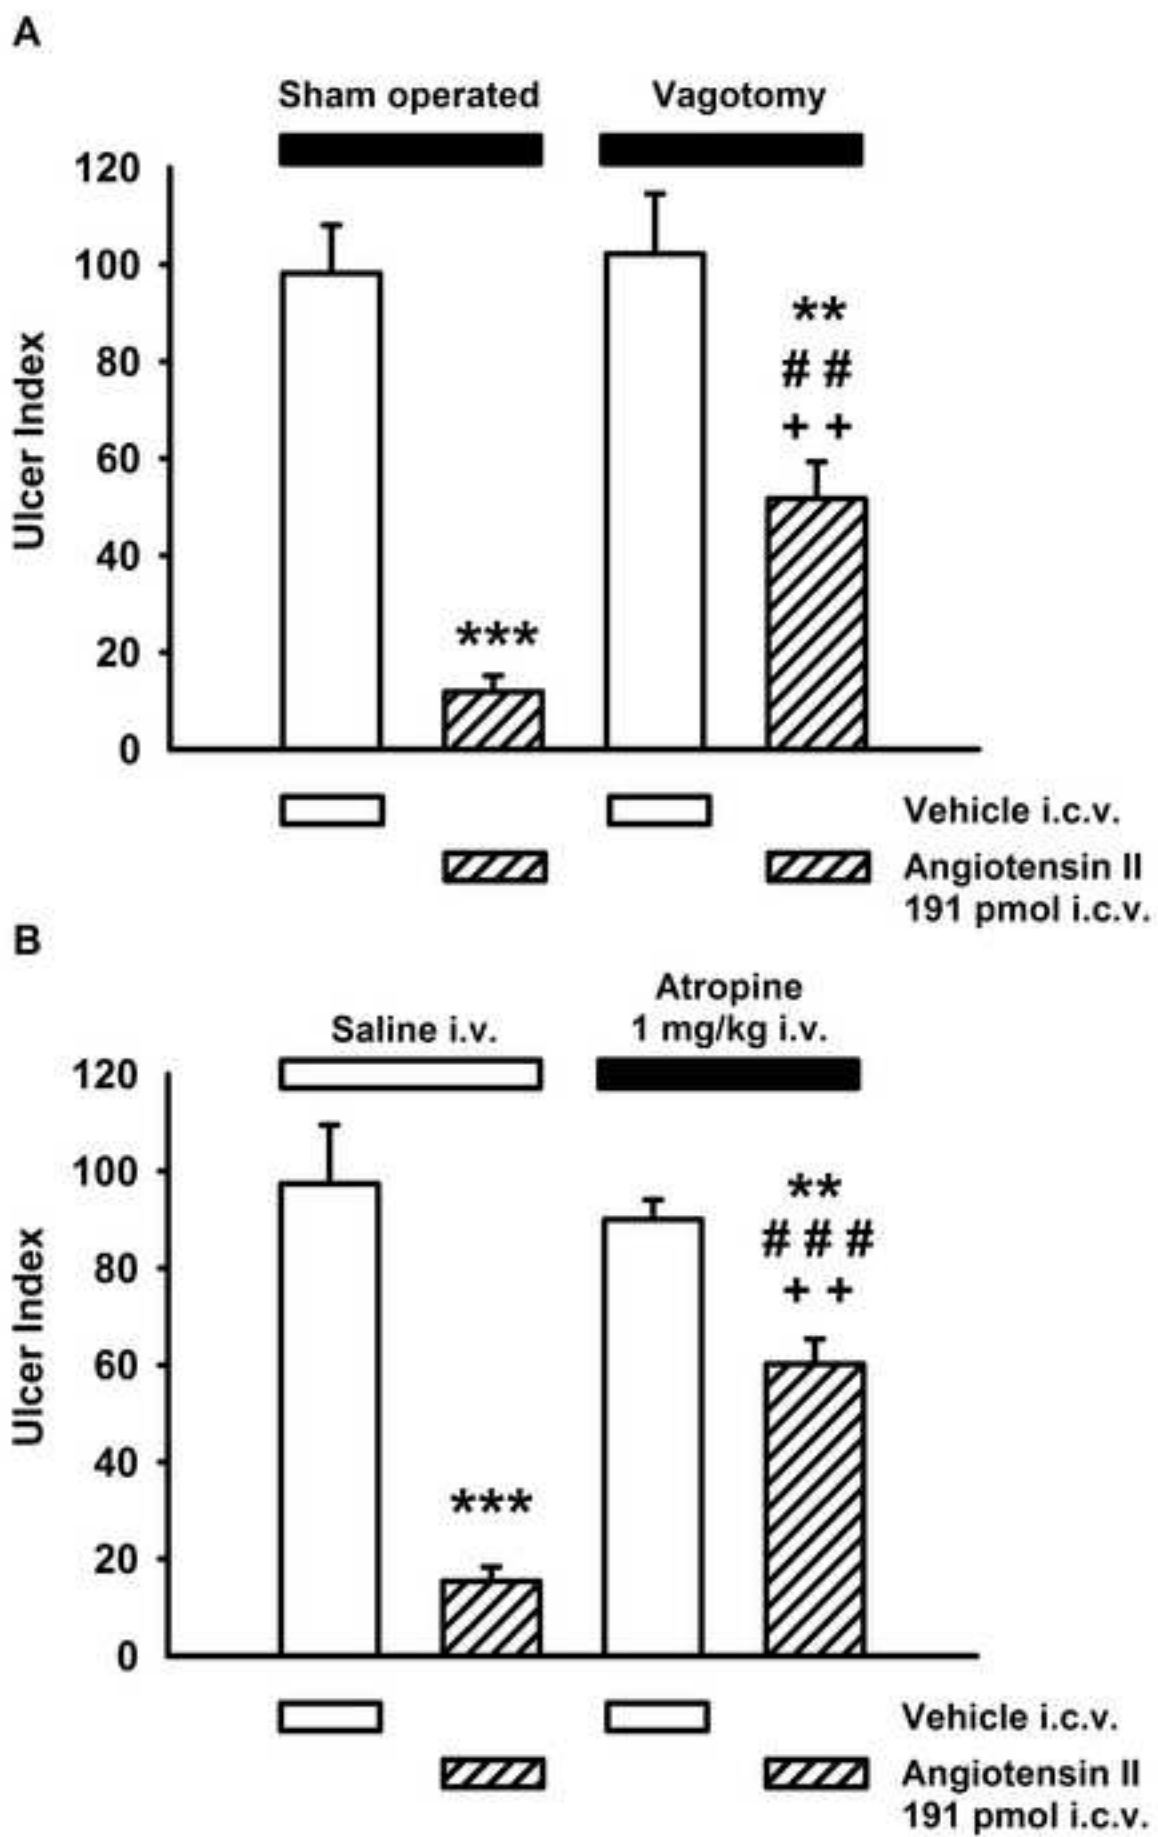 A
Sham operated Vagotomy
120
100
80
60
40
20
0
Ulcer Index
**
# #
+ +
***
Vehicle i.c.v.
Angiotensin II
191 pmol i.c.v.
B
Atropine
Saline i.v. 1 mg/kg i.v.
120
100
80
60
40
20
0
Ulcer Index
**
# # #
+ +
***
Vehicle i.c.v.
Angiotensin II
191 pmol i.c.v.